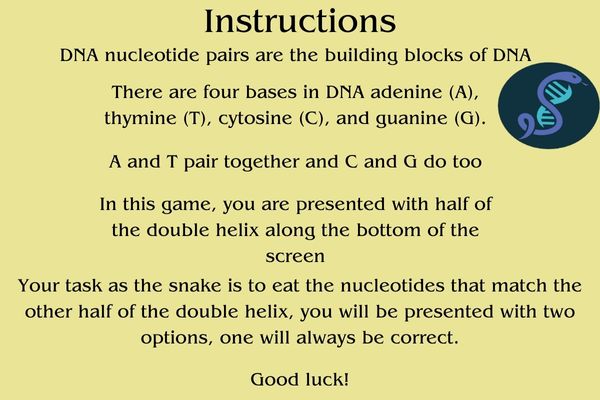 Instructions
DNA nucleotide pairs are the building blocks of DNA
There are four bases in DNA adenine (A),
thymine (T), cytosine (C), and guanine (G).
A and T pair together and C and G do too
In this game, you are presented with half of
the double helix along the bottom of the
screen
Your task as the snake is to eat the nucleotides that match the
other half of the double helix, you will be presented with two
options, one will always be correct.
Good luck!